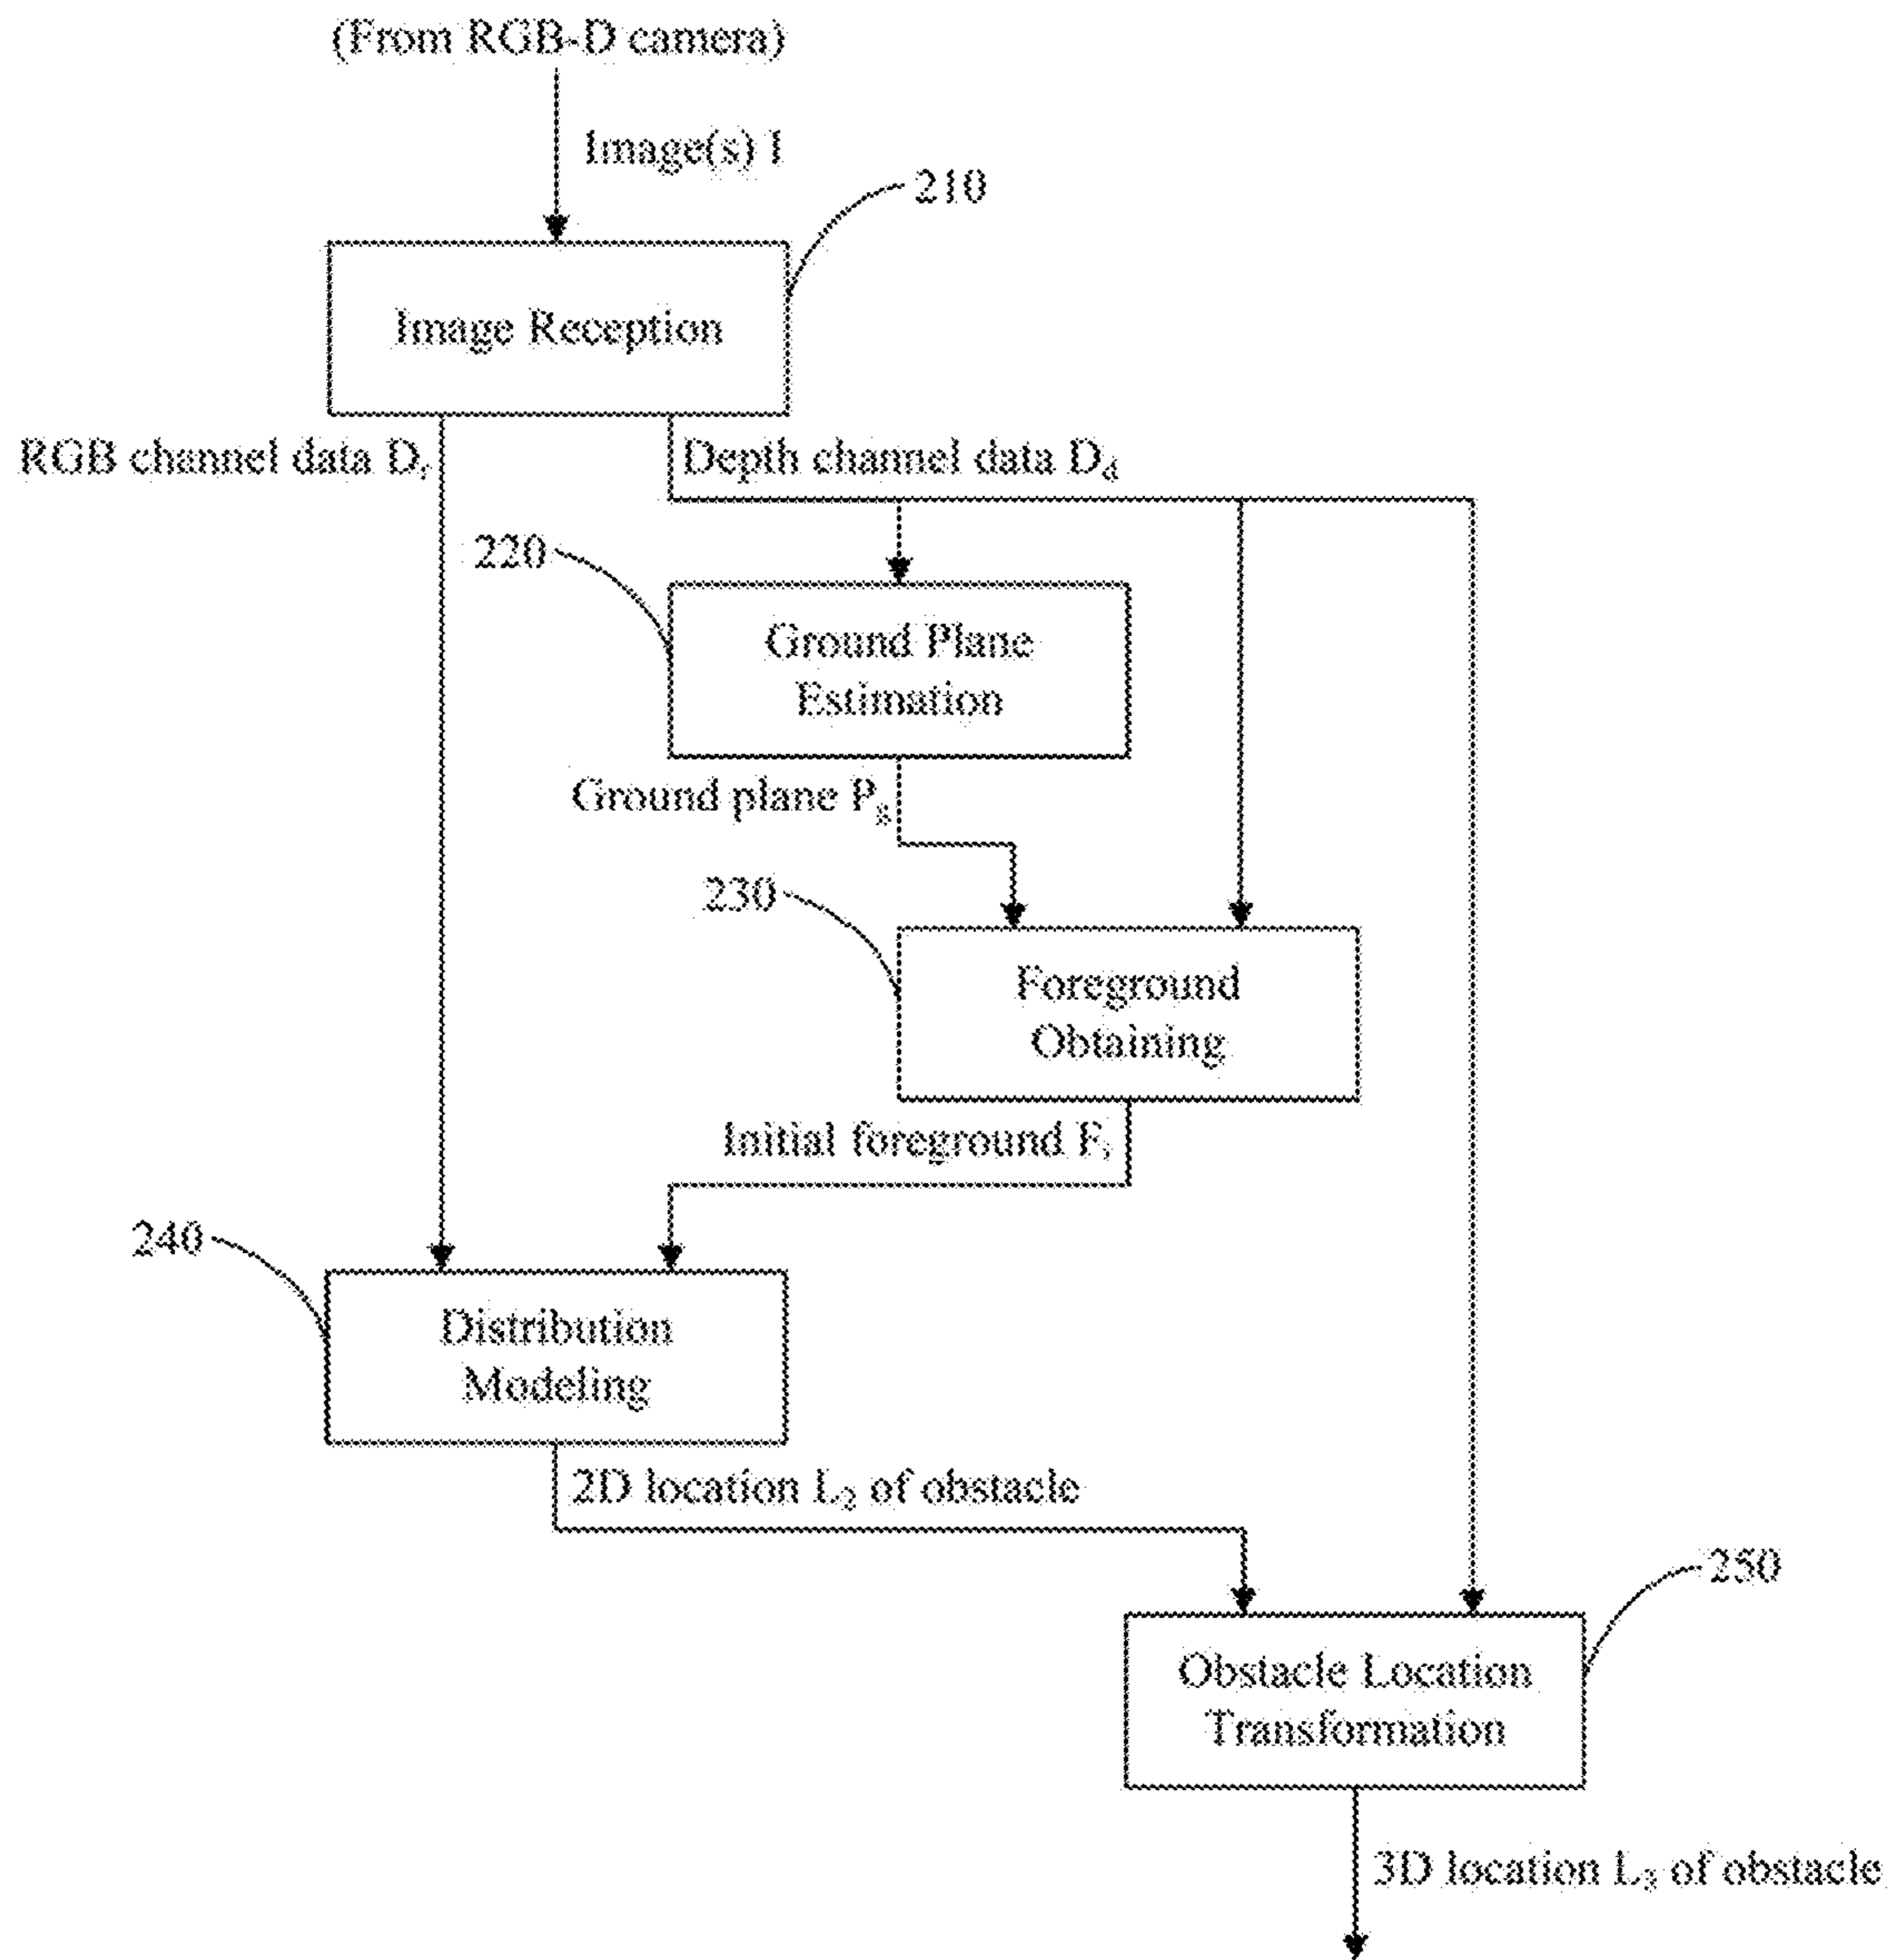 (From RGB-D camera)
Image(s) I
210
Image Reception
RGB channel data Dr
Depth channel data Dd
220
Ground Plane
Estimation
Ground plane Pg
230
Foreground
Obtaining
Initial foreground Fi
240
Distribution
Modeling
2D location L2 of obstacle
250
Obstacle Location
Transformation
3D location L3 of obstacle